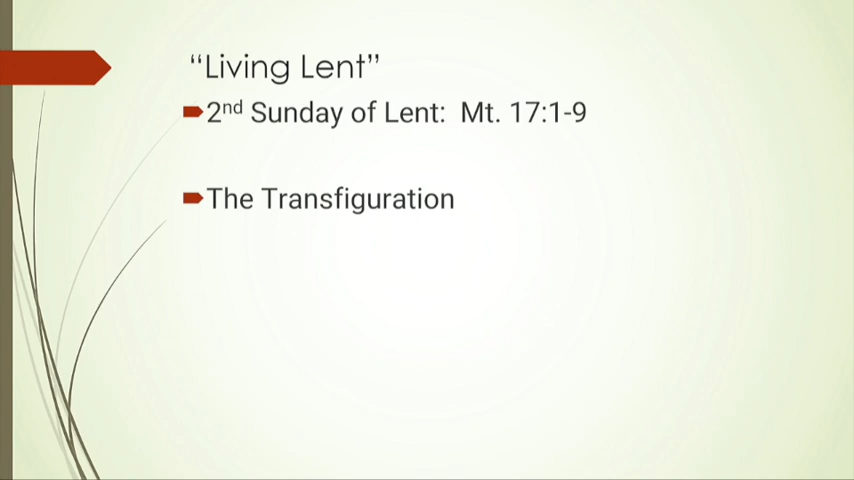 “Living Lent”
2nd Sunday of Lent:  Mt. 17:1-9
The Transfiguration